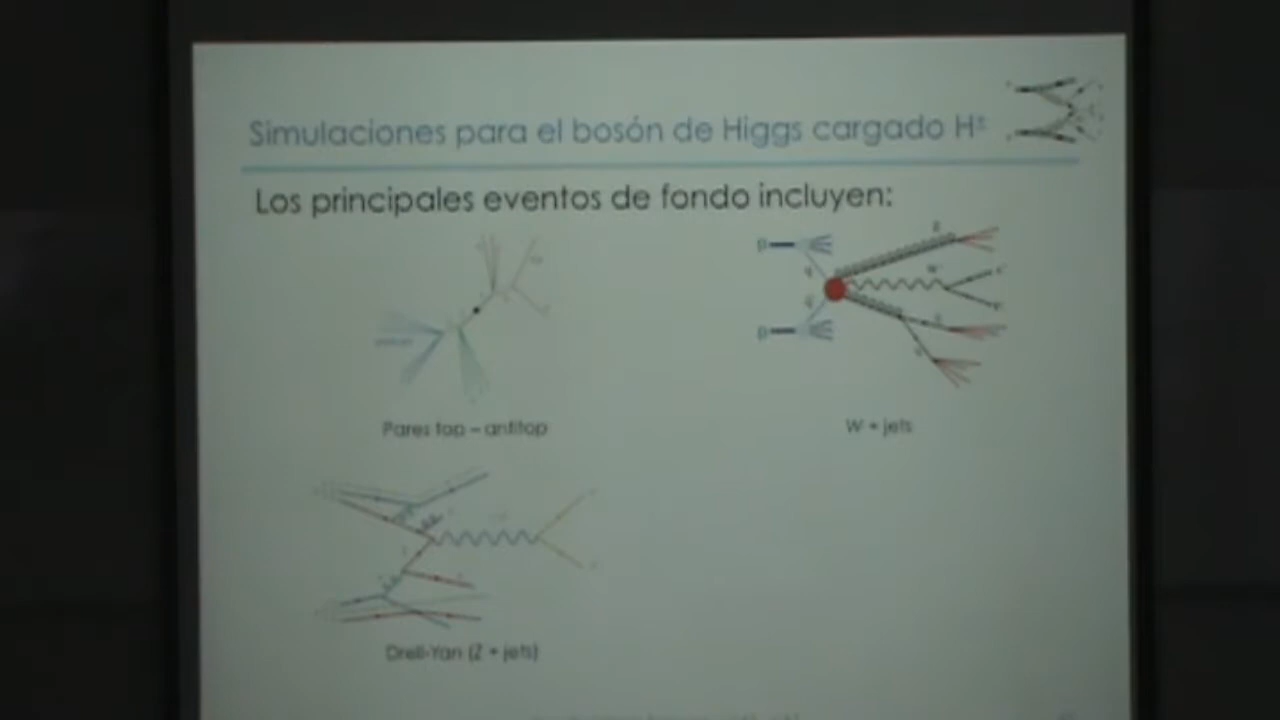 Simulaciones para el bosón de Higgs cargado H±
Los principales eventos de fondo incluyen:
p
p
Pares top – antitop
W + jets
Drell-Yan (Z + jets)